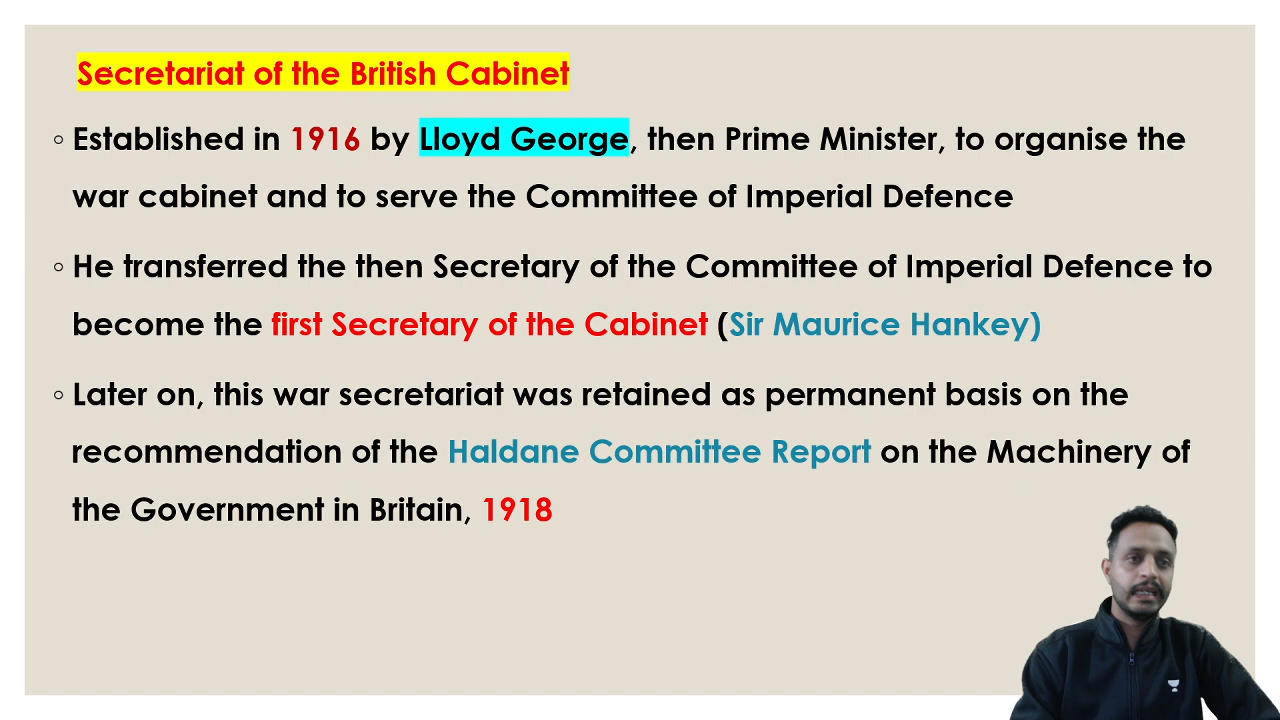 Secretariat of the British Cabinet
◦ Established in 1916 by Lloyd George, then Prime Minister, to organise the
war cabinet and to serve the Committee of Imperial Defence
◦ He transferred the then Secretary of the Committee of Imperial Defence to
become the first Secretary of the Cabinet (Sir Maurice Hankey)
◦ Later on, this war secretariat was retained as permanent basis on the
recommendation of the Haldane Committee Report on the Machinery of
the Government in Britain, 1918